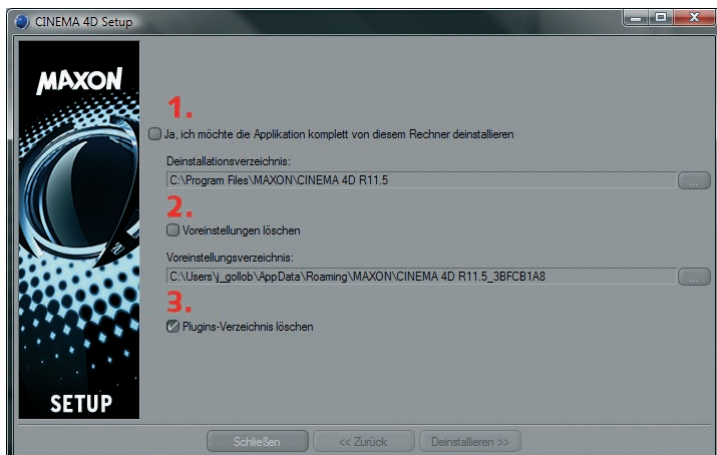 CINEMA 4D Setup
MAXON
1.
Ja, ich möchte die Applikation komplett von diesem Rechner deinstallieren
Deinstallationsverzeichnis:
C:\Program Files\MAXON\CINEMA 4D R11.5
...
2.
Voreinstellungen löschen
Voreinstellungsverzeichnis:
C:\Users\j_gollob\AppData\Roaming\MAXON\CINEMA 4D R11.5_3BFCB1A8
...
3.
Plugins-Verzeichnis löschen
SETUP
Schließen
<< Zurück
Deinstallieren >>